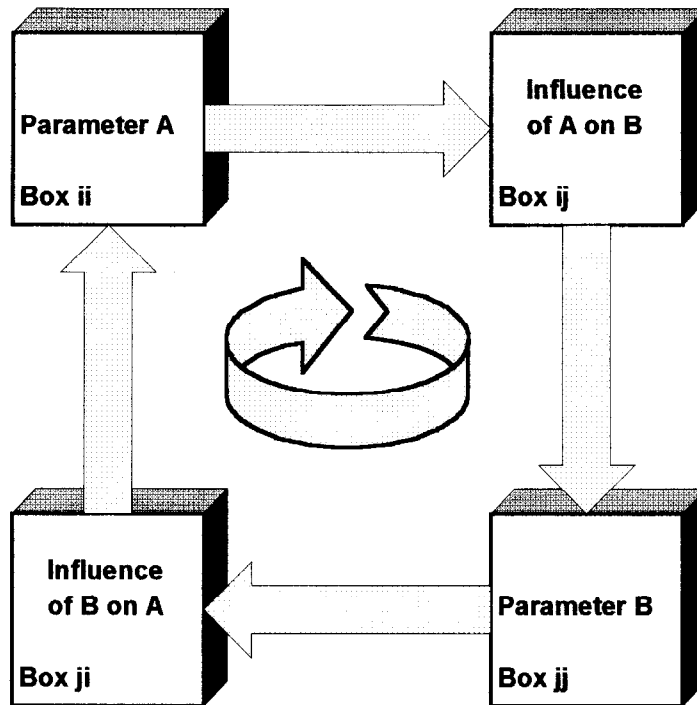 Parameter A
Box ii
Influence
of A on B
Box ij
Influence
of B on A
Box ji
Parameter B
Box jj